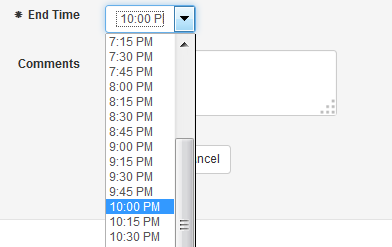 ✱ End Time 10:00 P
7:15 PM
7:30 PM
7:45 PM
Comments
8:00 PM
8:15 PM
8:30 PM
8:45 PM
9:00 PM
9:15 PM
9:30 PM
9:45 PM
10:00 PM
10:15 PM
10:30 PM
ncel